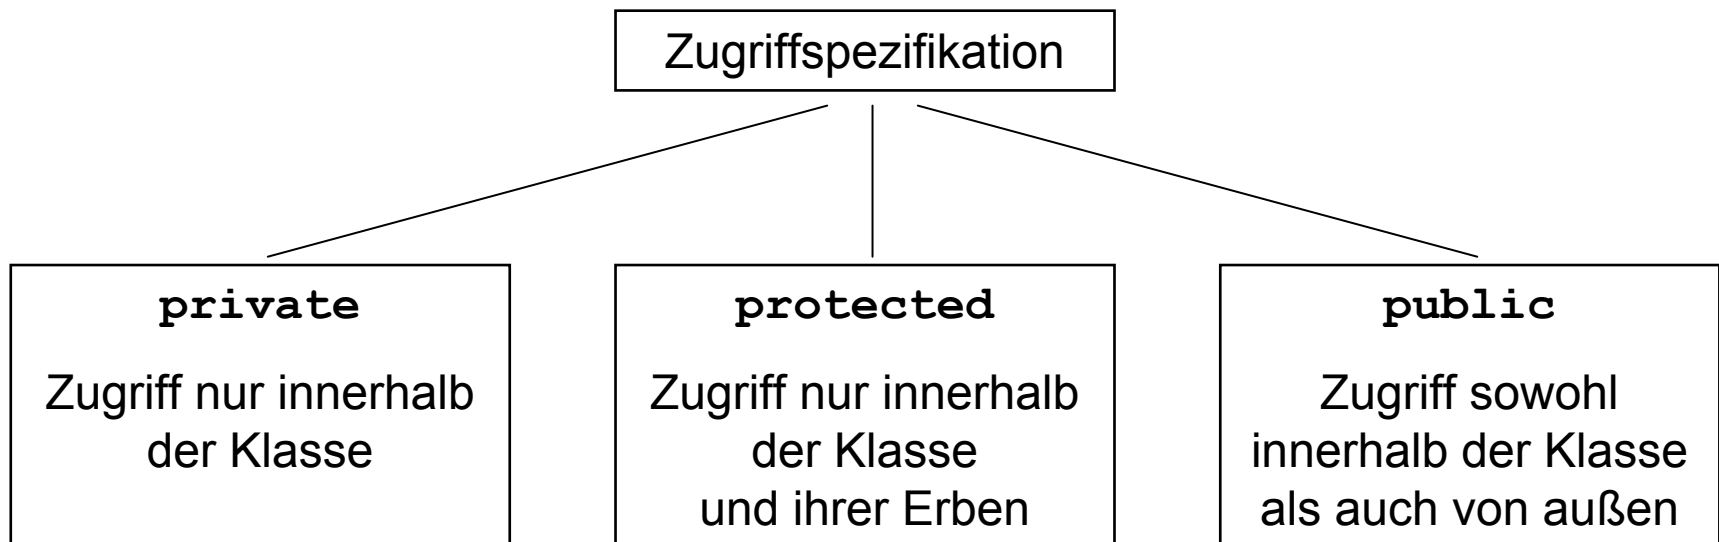 Zugriffspezifikation
private
Zugriff nur innerhalb
der Klasse
protected
Zugriff nur innerhalb
der Klasse
und ihrer Erben
public
Zugriff sowohl
innerhalb der Klasse
als auch von außen